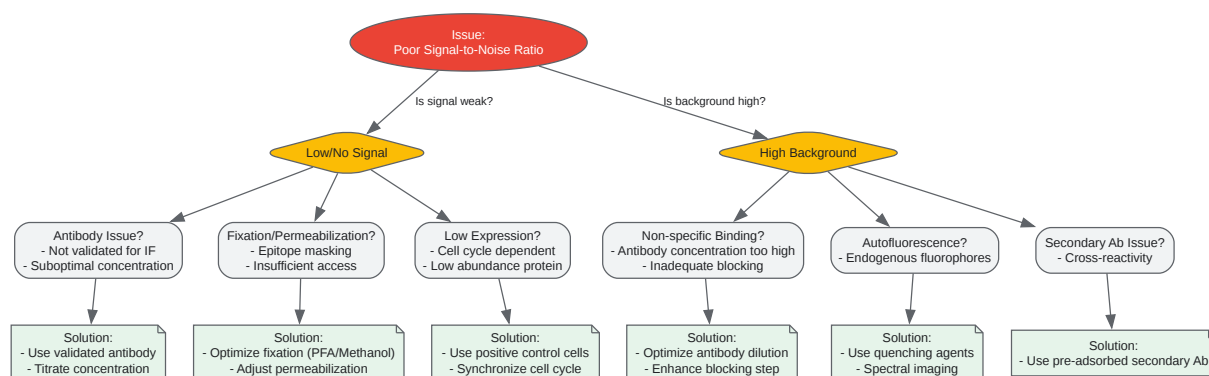 Issue:
Poor Signal-to-Noise Ratio
Is signal weak?
Is background high?
Low/No Signal
High Background
Antibody Issue?
- Not validated for IF
- Suboptimal concentration
Fixation/Permeabilization?
- Epitope masking
- Insufficient access
Low Expression?
- Cell cycle dependent
- Low abundance protein
Non-specific Binding?
- Antibody concentration too high
- Inadequate blocking
Autofluorescence?
- Endogenous fluorophores
Secondary Ab Issue?
- Cross-reactivity
Solution:
- Use validated antibody
- Titrate concentration
Solution:
- Optimize fixation (PFA/Methanol)
- Adjust permeabilization
Solution:
- Use positive control cells
- Synchronize cell cycle
Solution:
- Optimize antibody dilution
- Enhance blocking step
Solution:
- Use quenching agents
- Spectral imaging
Solution:
- Use pre-adsorbed secondary Ab